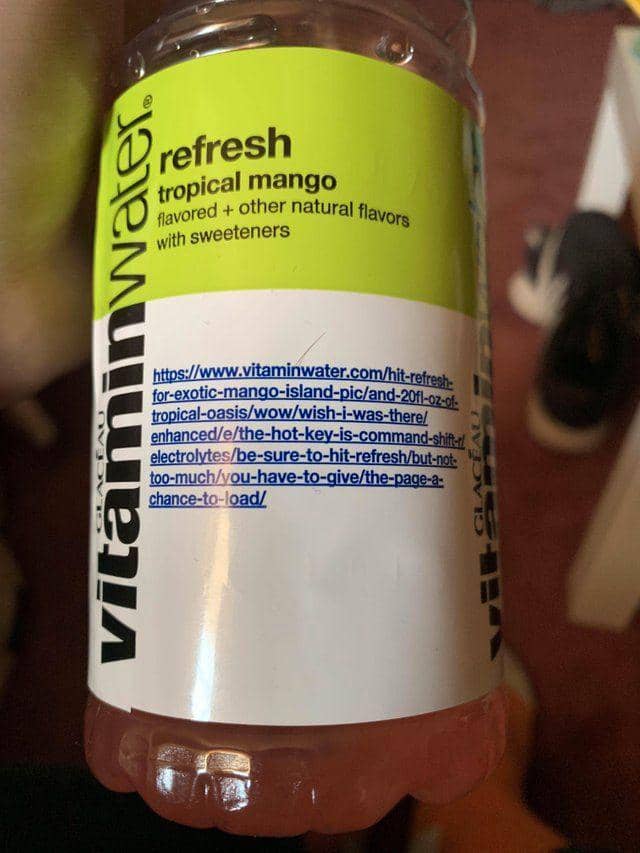 GLACÉAU
vitaminwater®
refresh
tropical mango
flavored + other natural flavors
with sweeteners
https://www.vitaminwater.com/hit-refresh-
for-exotic-mango-island-pic/and-20fl-oz-of-
tropical-oasis/wow/wish-i-was-there/
enhanced/e/the-hot-key-is-command-shift-r/
electrolytes/be-sure-to-hit-refresh/but-not-
too-much/you-have-to-give/the-page-a-
chance-to-load/
GLACÉAU